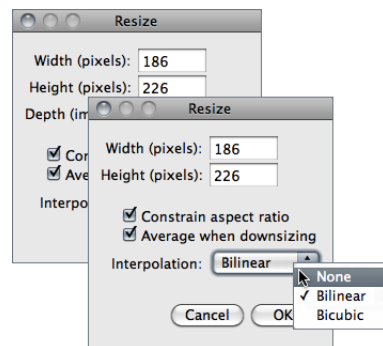 Resize
Width (pixels): 186
Height (pixels): 226
Depth (im
Con
Ave
Interpo
Resize
Width (pixels): 186
Height (pixels): 226
Constrain aspect ratio
Average when downsizing
Interpolation: Bilinear
None
✓ Bilinear
Bicubic
Cancel
OK